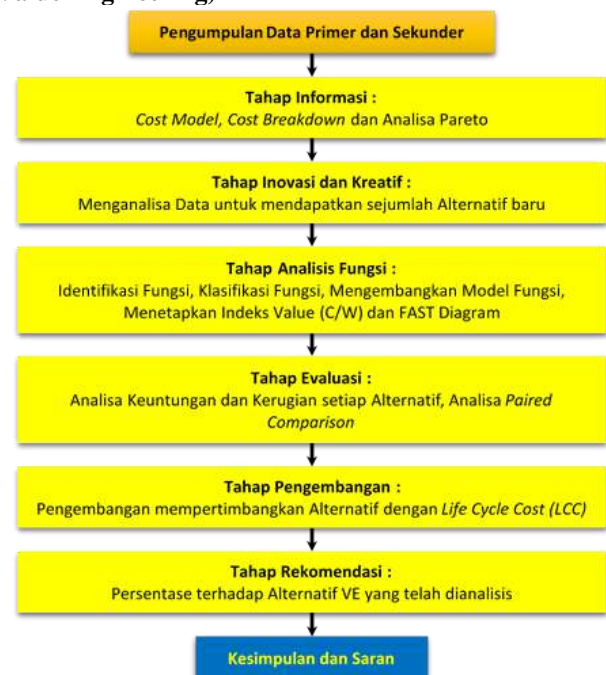 Pengumpulan Data Primer dan Sekunder
Tahap Informasi :
Cost Model, Cost Breakdown dan Analisa Pareto
Tahap Inovasi dan Kreatif :
Menganalisa Data untuk mendapatkan sejumlah Alternatif baru
Tahap Analisis Fungsi :
Identifikasi Fungsi, Klasifikasi Fungsi, Mengembangkan Model Fungsi,
Menetapkan Indeks Value (C/W) dan FAST Diagram
Tahap Evaluasi :
Analisa Keuntungan dan Kerugian setiap Alternatif, Analisa Paired
Comparison
Tahap Pengembangan :
Pengembangan mempertimbangkan Alternatif dengan Life Cycle Cost (LCC)
Tahap Rekomendasi :
Persentase terhadap Alternatif VE yang telah dianalisis
Kesimpulan dan Saran